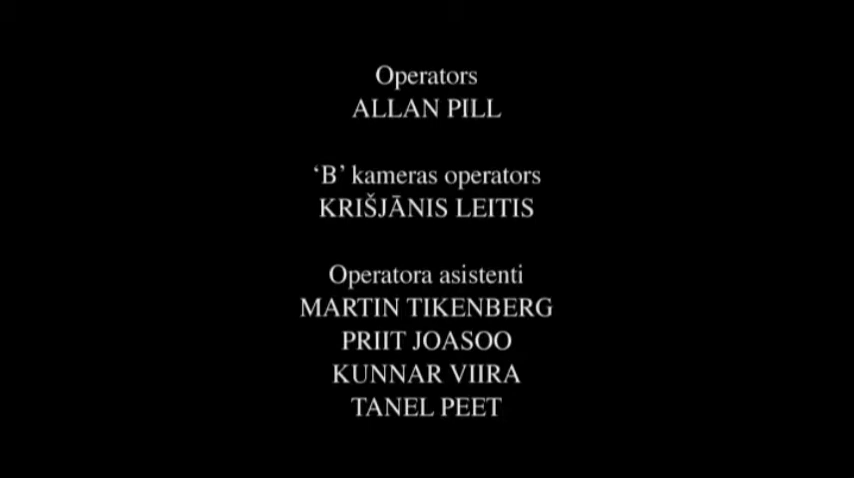 Operators
ALLAN PILL
‘B’ kameras operators
KRIŠJĀNIS LEITIS
Operatora asistenti
MARTIN TIKENBERG
PRIIT JOASOO
KUNNAR VIIRA
TANEL PEET